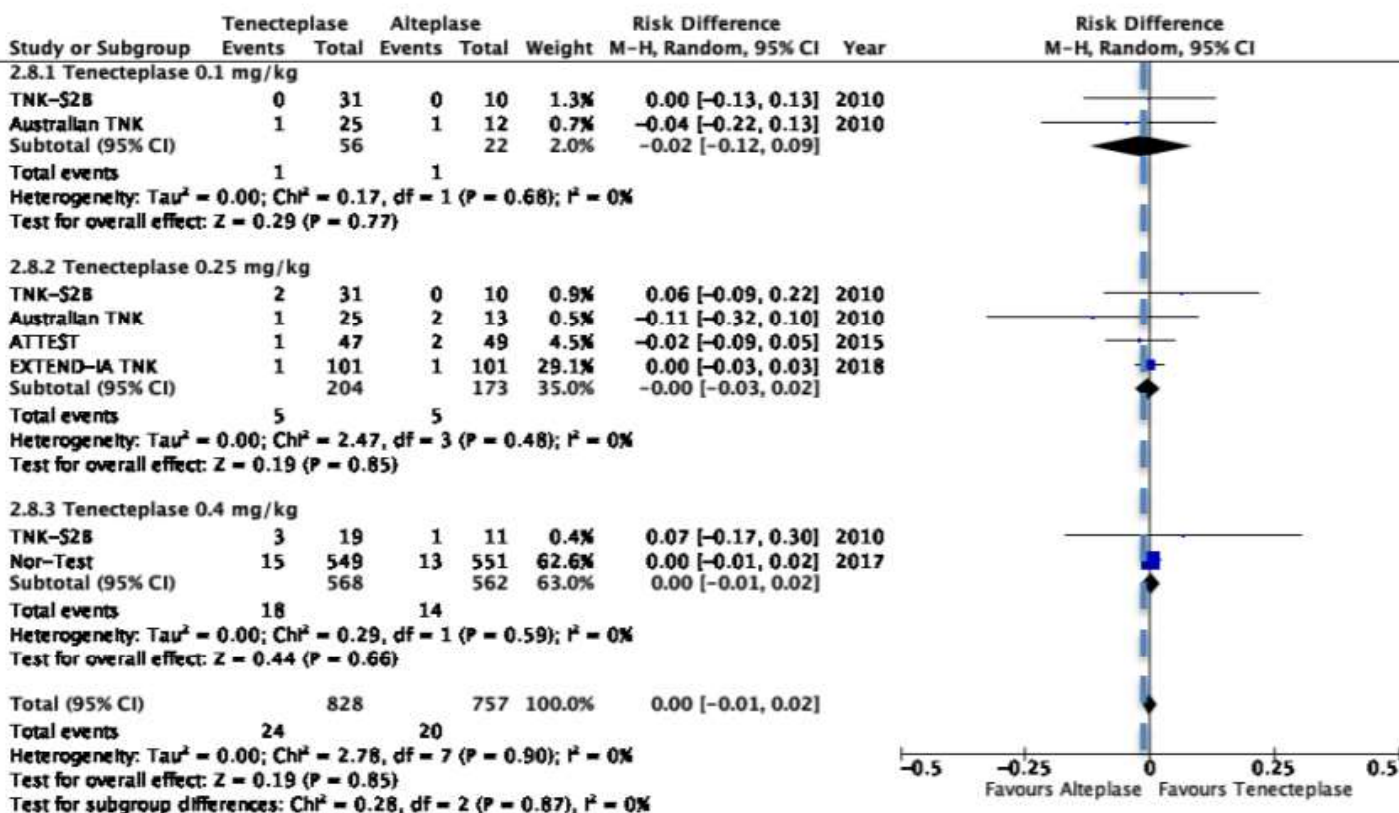 Tenecteplase Alteplase Risk Difference Risk Difference
Study or Subgroup Events Total Events Total Weight M-H, Random, 95% CI Year M-H, Random, 95% CI
2.8.1 Tenecteplase 0.1 mg/kg
TNK-S2B 0 31 0 10 1.3% 0.00 [-0.13, 0.13] 2010
Australian TNK 1 25 1 12 0.7% -0.04 [-0.22, 0.13] 2010
Subtotal (95% CI) 56 22 2.0% -0.02 [-0.12, 0.09]
Total events 1 1
Heterogeneity: Tau² = 0.00; Chi² = 0.17, df = 1 (P = 0.68); I² = 0%
Test for overall effect: Z = 0.29 (P = 0.77)
2.8.2 Tenecteplase 0.25 mg/kg
TNK-S2B 2 31 0 10 0.9% 0.06 [-0.09, 0.22] 2010
Australian TNK 1 25 2 13 0.5% -0.11 [-0.32, 0.10] 2010
ATTEST 1 47 2 49 4.5% -0.02 [-0.09, 0.05] 2015
EXTEND-IA TNK 1 101 1 101 29.1% 0.00 [-0.03, 0.03] 2018
Subtotal (95% CI) 204 173 35.0% -0.00 [-0.03, 0.02]
Total events 5 5
Heterogeneity: Tau² = 0.00; Chi² = 2.47, df = 3 (P = 0.48); I² = 0%
Test for overall effect: Z = 0.19 (P = 0.85)
2.8.3 Tenecteplase 0.4 mg/kg
TNK-S2B 3 19 1 11 0.4% 0.07 [-0.17, 0.30] 2010
Nor-Test 15 549 13 551 62.6% 0.00 [-0.01, 0.02] 2017
Subtotal (95% CI) 568 562 63.0% 0.00 [-0.01, 0.02]
Total events 18 14
Heterogeneity: Tau² = 0.00; Chi² = 0.29, df = 1 (P = 0.59); I² = 0%
Test for overall effect: Z = 0.44 (P = 0.66)
Total (95% CI) 828 757 100.0% 0.00 [-0.01, 0.02]
Total events 24 20
Heterogeneity: Tau² = 0.00; Chi² = 2.78, df = 7 (P = 0.90); I² = 0%
Test for overall effect: Z = 0.19 (P = 0.85)
Test for subgroup differences: Chi² = 0.28, df = 2 (P = 0.87), I² = 0%
-0.5 -0.25 0 0.25 0.5
Favours Alteplase Favours Tenecteplase